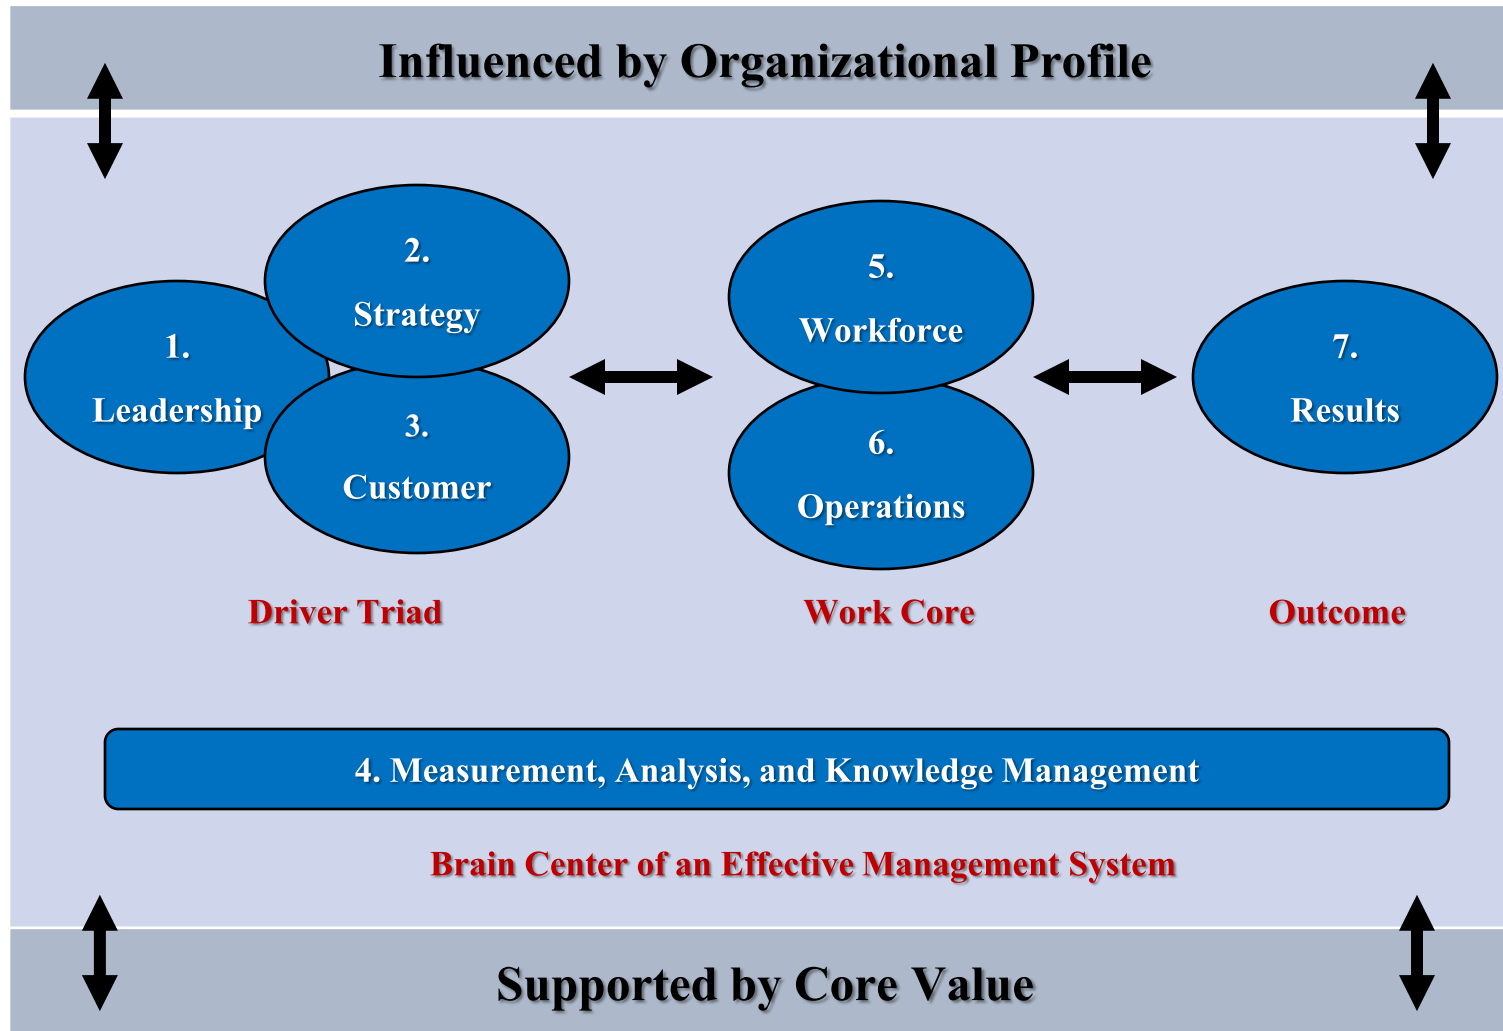 Influenced by Organizational Profile
1.
Leadership
2.
Strategy
3.
Customer
5.
Workforce
6.
Operations
7.
Results
Driver Triad
Work Core
Outcome
4. Measurement, Analysis, and Knowledge Management
Brain Center of an Effective Management System
Supported by Core Value